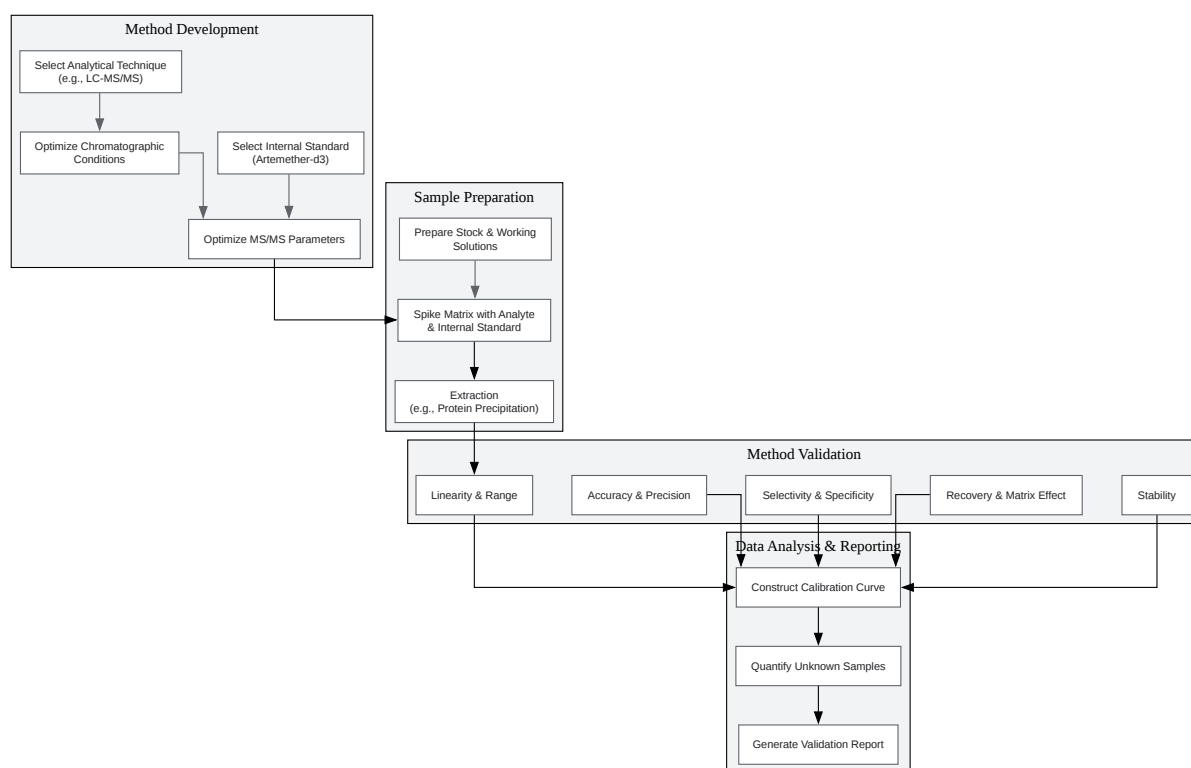 Method Development
Select Analytical Technique
(e.g., LC-MS/MS)
Optimize Chromatographic
Conditions
Select Internal Standard
(Artemether-d3)
Optimize MS/MS Parameters
Sample Preparation
Prepare Stock & Working
Solutions
Spike Matrix with Analyte
& Internal Standard
Extraction
(e.g., Protein Precipitation)
Method Validation
Linearity & Range
Accuracy & Precision
Selectivity & Specificity
Recovery & Matrix Effect
Stability
Data Analysis & Reporting
Construct Calibration Curve
Quantify Unknown Samples
Generate Validation Report